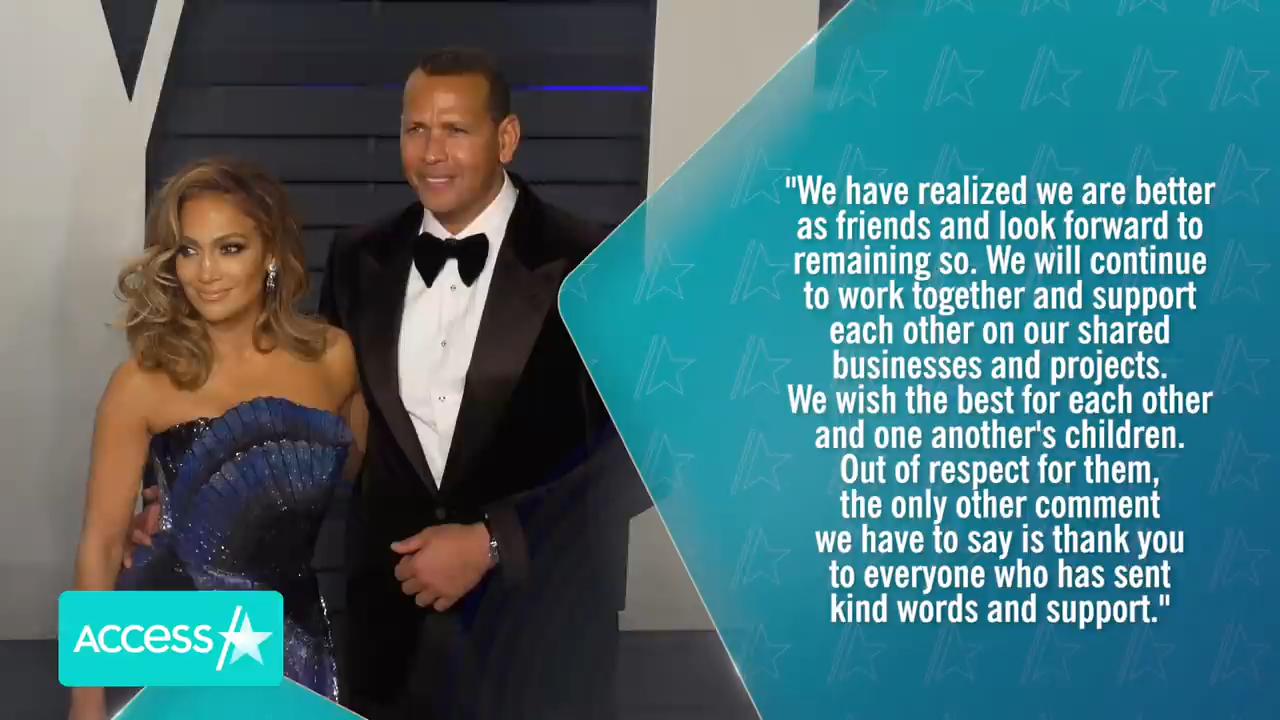 "We have realized we are better
as friends and look forward to
remaining so. We will continue
to work together and support
each other on our shared
businesses and projects.
We wish the best for each other
and one another's children.
Out of respect for them,
the only other comment
we have to say is thank you
to everyone who has sent
kind words and support."
ACCESS